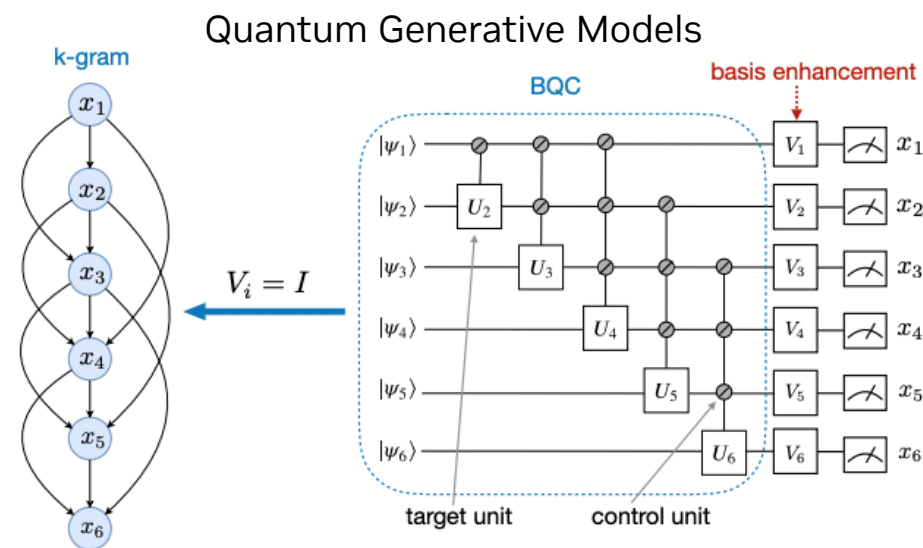 Quantum Generative Models
k-gram
x₁
x₂
x₃
x₄
x₅
x₆
Vᵢ = I
BQC
basis enhancement
|ψ₁⟩ V₁ x₁
|ψ₂⟩ U₂ V₂ x₂
|ψ₃⟩ U₃ V₃ x₃
|ψ₄⟩ U₄ V₄ x₄
|ψ₅⟩ U₅ V₅ x₅
|ψ₆⟩ U₆ V₆ x₆
target unit
control unit